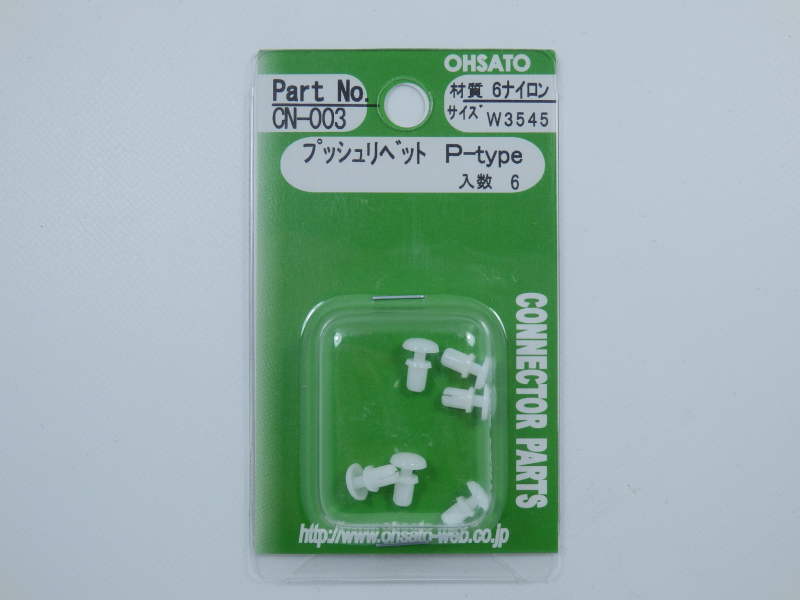 OHSATO
Part No.
CN-003
材質 6ナイロン
サイズ W3545
プッシュリベット P-type
入数 6
CONNECTOR PARTS
http://www.ohsato-web.co.jp